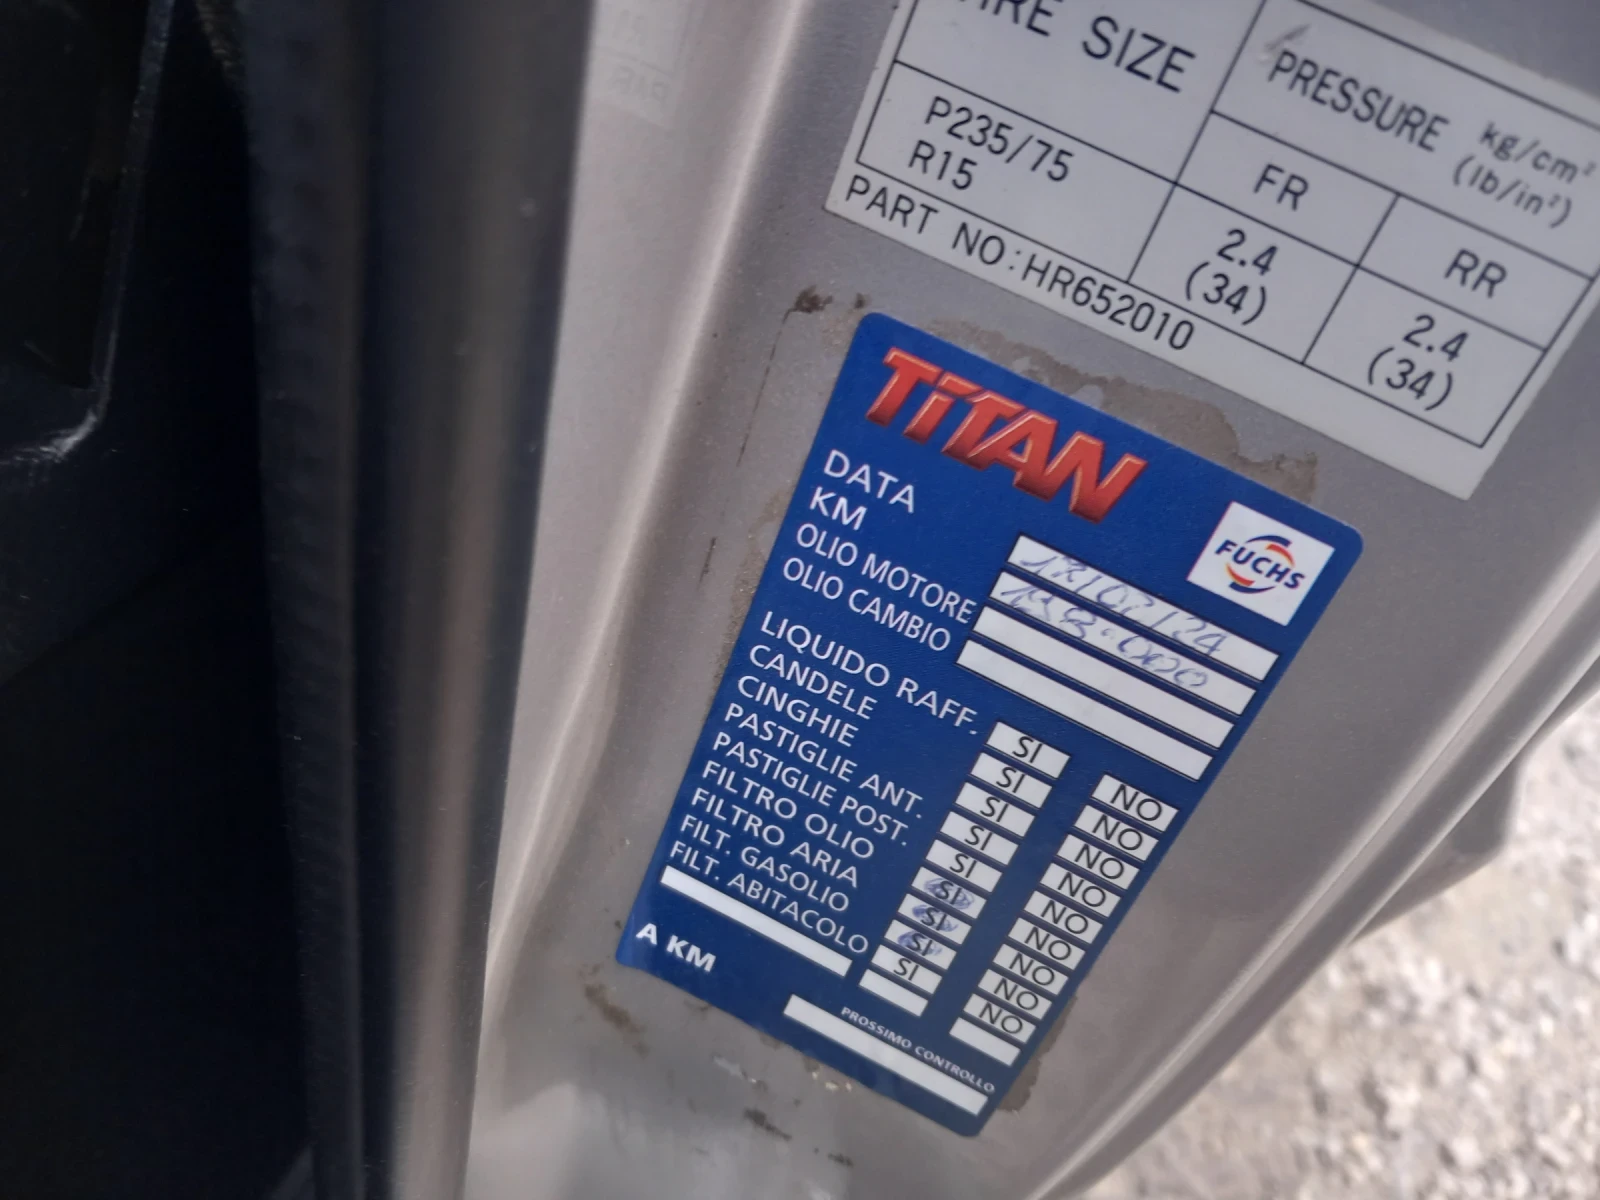 SIZE PRESSURE kg/cm² (lb/in²)
FR RR
P235/75 R15 2.4 (34) 2.4 (34)
PART NO:HR652010
TiTAN
FUCHS
DATA
KM
OLIO MOTORE
OLIO CAMBIO
LIQUIDO RAFF. SI NO
CANDELE SI NO
CINGHIE SI NO
PASTIGLIE ANT. SI NO
PASTIGLIE POST. SI NO
FILTRO OLIO SI NO
FILTRO ARIA SI NO
FILT. GASOLIO SI NO
FILT. ABITACOLO SI NO
A KM
PROSSIMO CONTROLLO